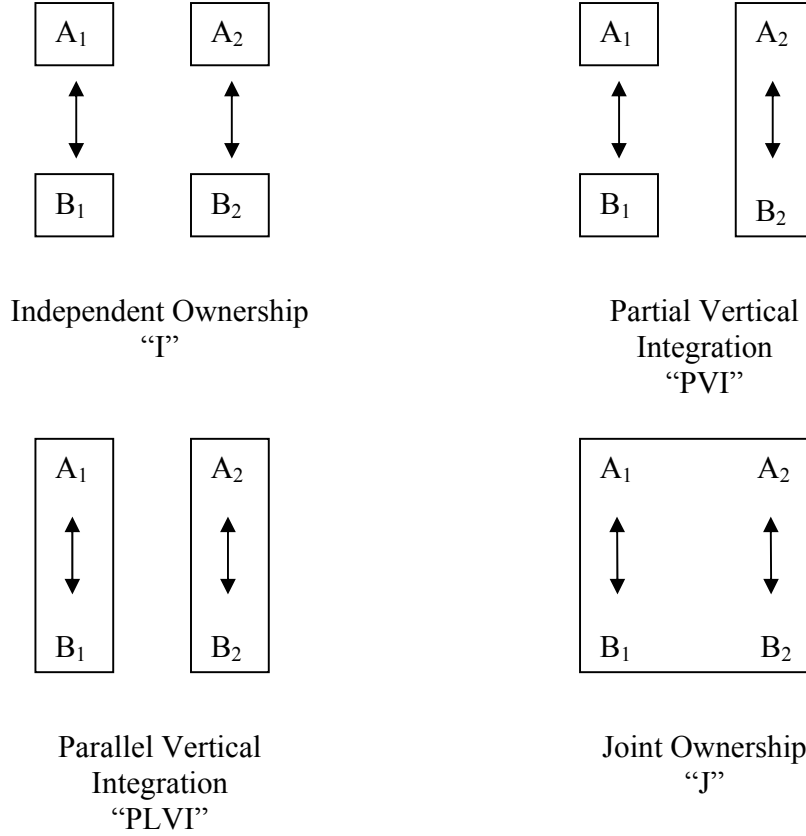 A₁ A₂
B₁ B₂
Independent Ownership
“I”
A₁ A₂
B₁ B₂
Partial Vertical
Integration
“PVI”
A₁ A₂
B₁ B₂
Parallel Vertical
Integration
“PLVI”
A₁ A₂
B₁ B₂
Joint Ownership
“J”